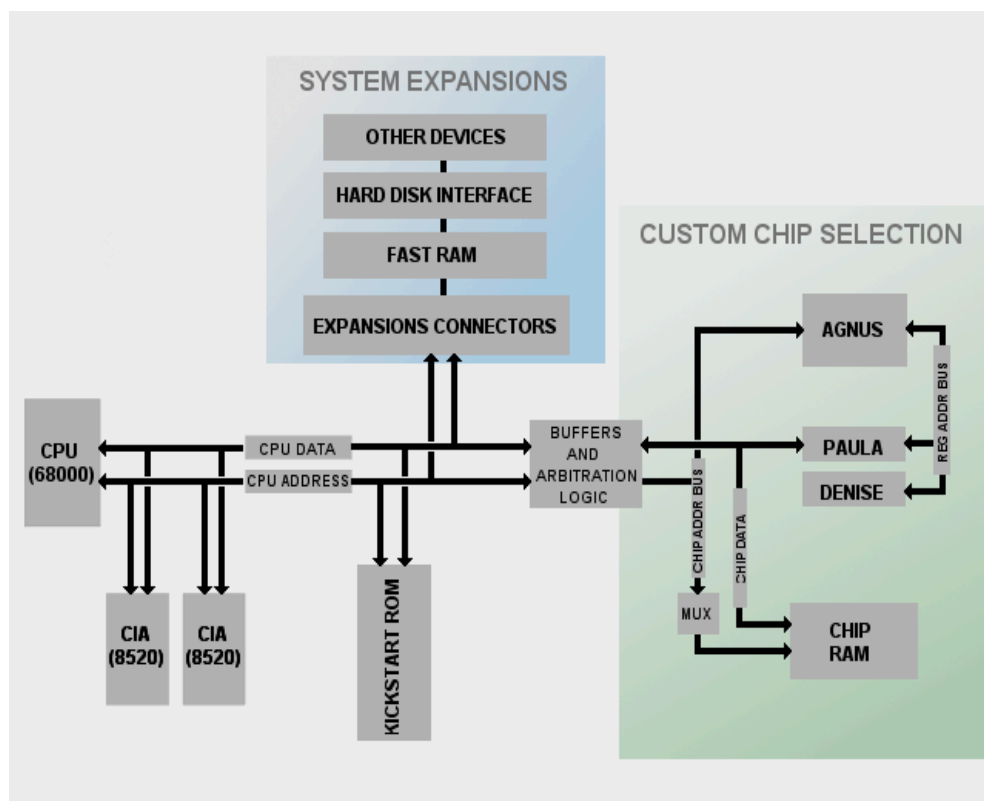 SYSTEM EXPANSIONS
OTHER DEVICES
HARD DISK INTERFACE
FAST RAM
EXPANSIONS CONNECTORS
CUSTOM CHIP SELECTION
AGNUS
REG ADDR BUS
PAULA
DENISE
CPU
(68000)
CPU DATA
CPU ADDRESS
BUFFERS
AND
ARBITRATION
LOGIC
CHIP ADDR BUS
CHIP DATA
MUX
CHIP
RAM
CIA
(8520)
CIA
(8520)
KICKSTART ROM